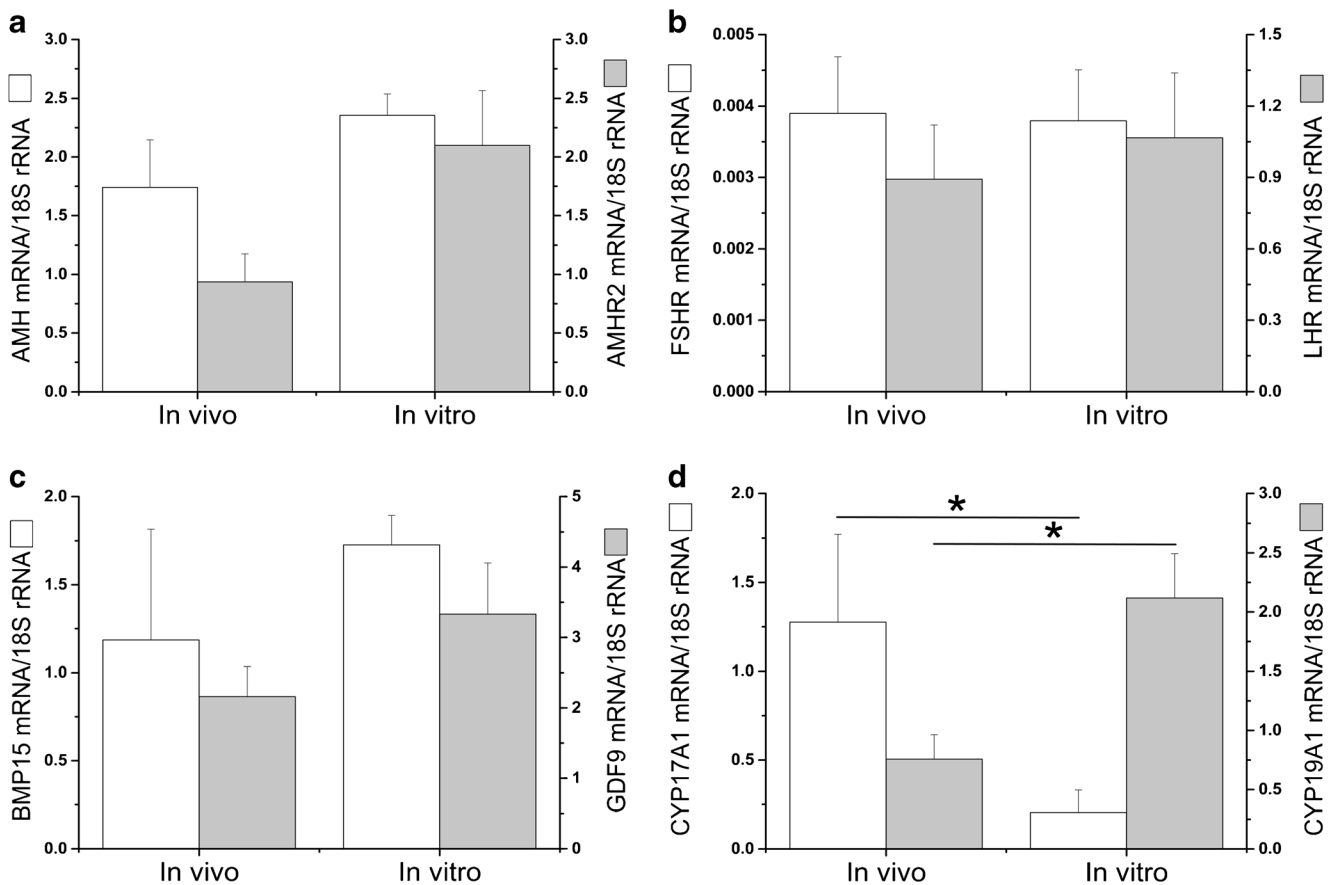 a
3.0
2.5
2.0
1.5
1.0
0.5
0.0
AMH mRNA/18S rRNA
3.0
2.5
2.0
1.5
1.0
0.5
0.0
AMHR2 mRNA/18S rRNA
In vivo
In vitro
b
0.005
0.004
0.003
0.002
0.001
0.000
FSHR mRNA/18S rRNA
1.5
1.2
0.9
0.6
0.3
0.0
LHR mRNA/18S rRNA
In vivo
In vitro
c
2.0
1.5
1.0
0.5
0.0
BMP15 mRNA/18S rRNA
5
4
3
2
1
0
GDF9 mRNA/18S rRNA
In vivo
In vitro
d
2.0
1.5
1.0
0.5
0.0
CYP17A1 mRNA/18S rRNA
3.0
2.5
2.0
1.5
1.0
0.5
0.0
CYP19A1 mRNA/18S rRNA
*
*
In vivo
In vitro